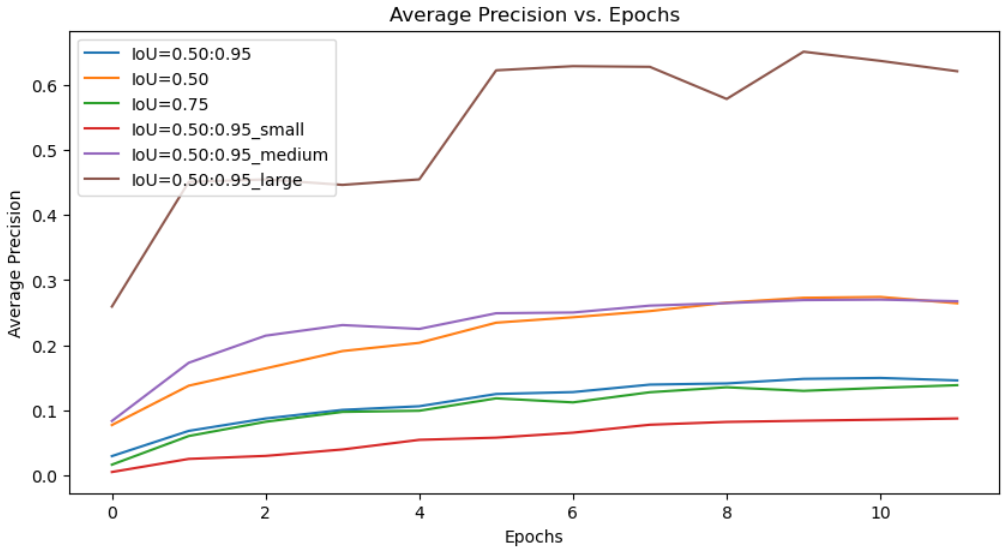 Average Precision vs. Epochs
IoU=0.50:0.95
IoU=0.50
IoU=0.75
IoU=0.50:0.95_small
IoU=0.50:0.95_medium
IoU=0.50:0.95_large
Average Precision
0.6
0.5
0.4
0.3
0.2
0.1
0.0
0 2 4 6 8 10
Epochs